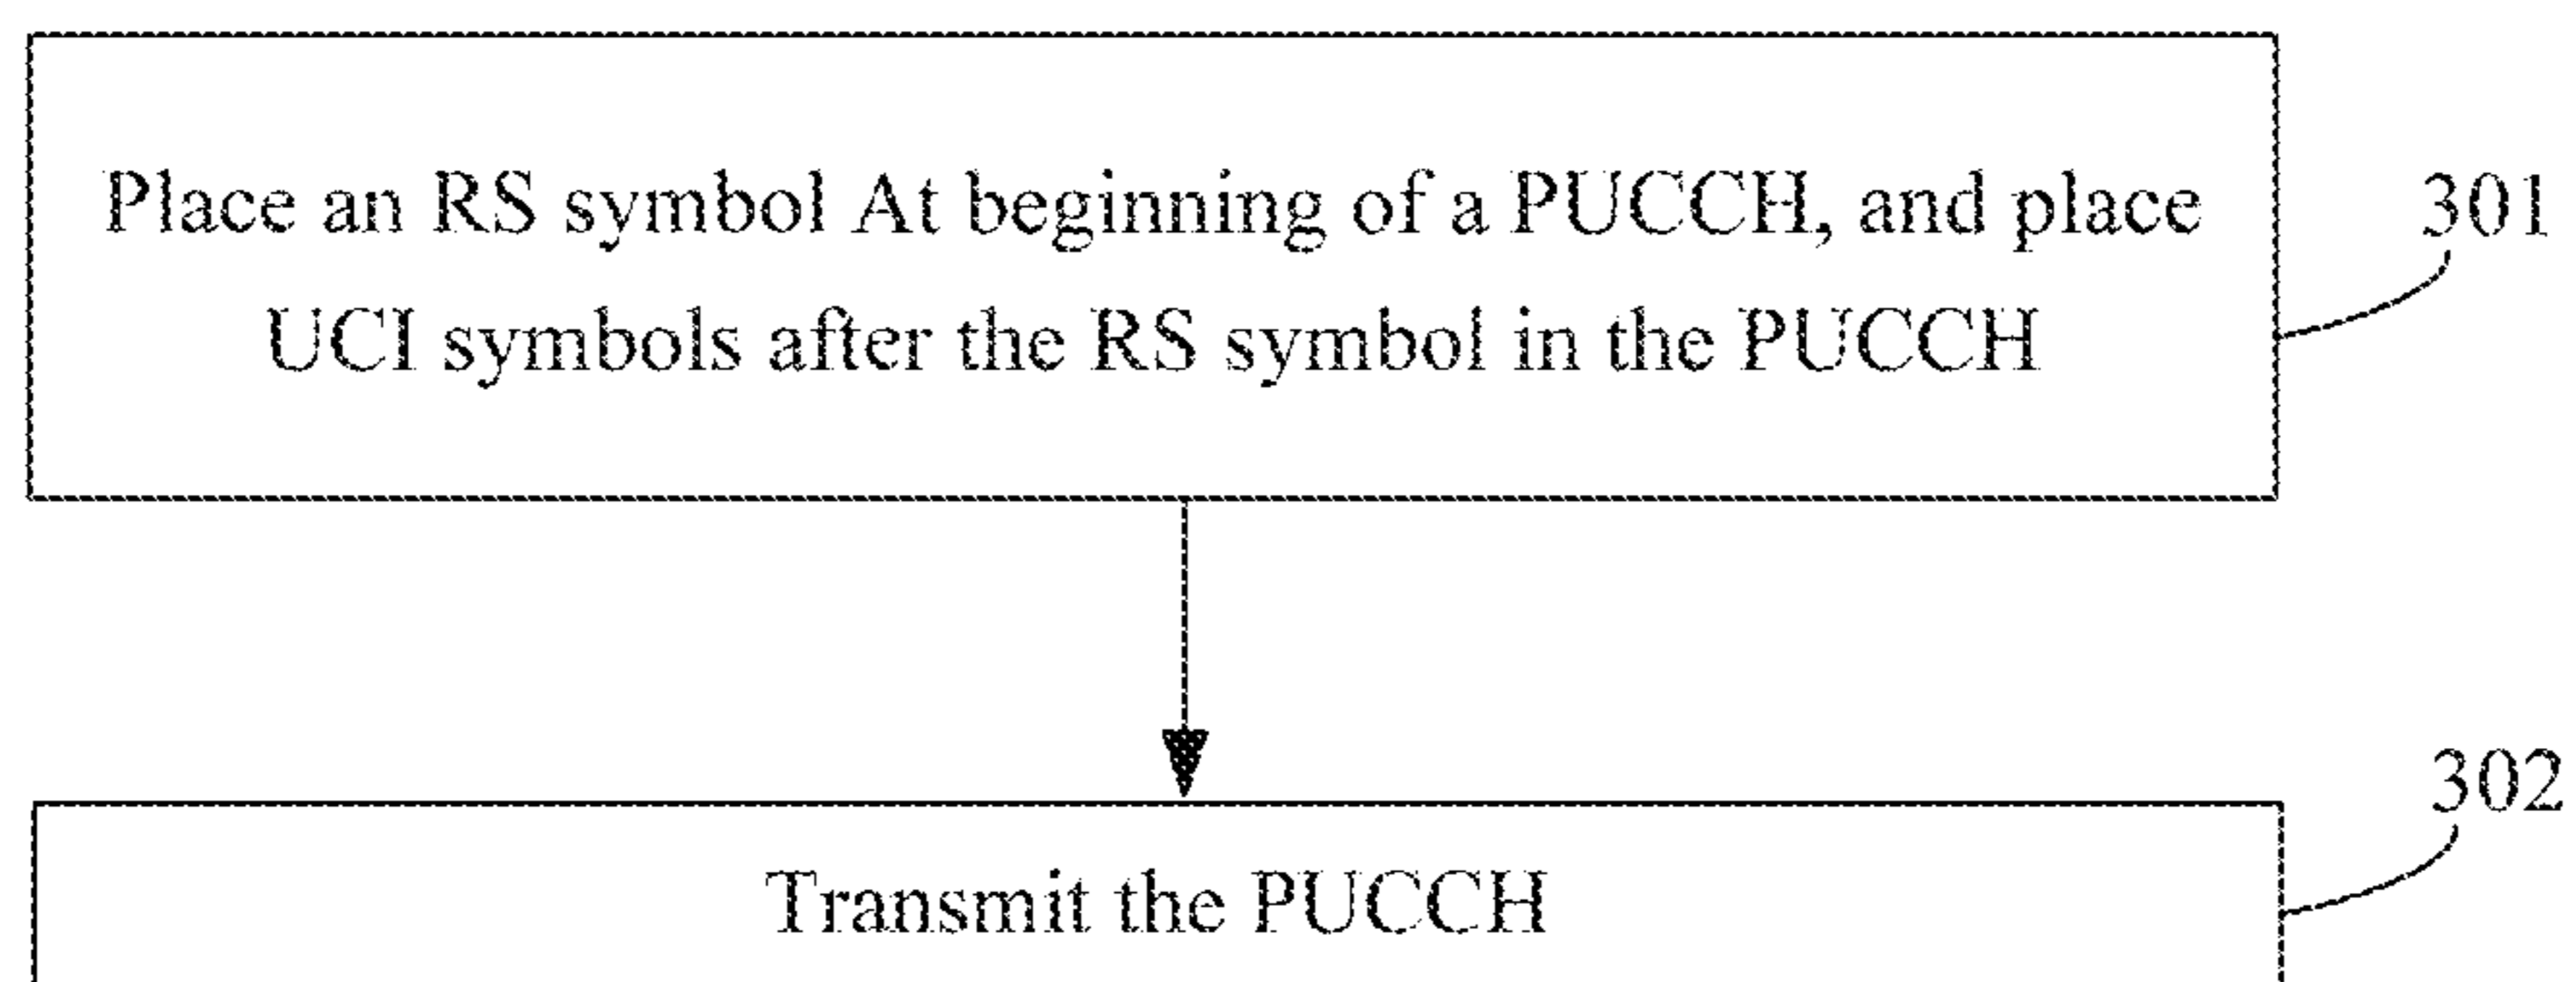 Place an RS symbol At beginning of a PUCCH, and place
301
UCI symbols after the RS symbol in the PUCCH
302
Transmit the PUCCH